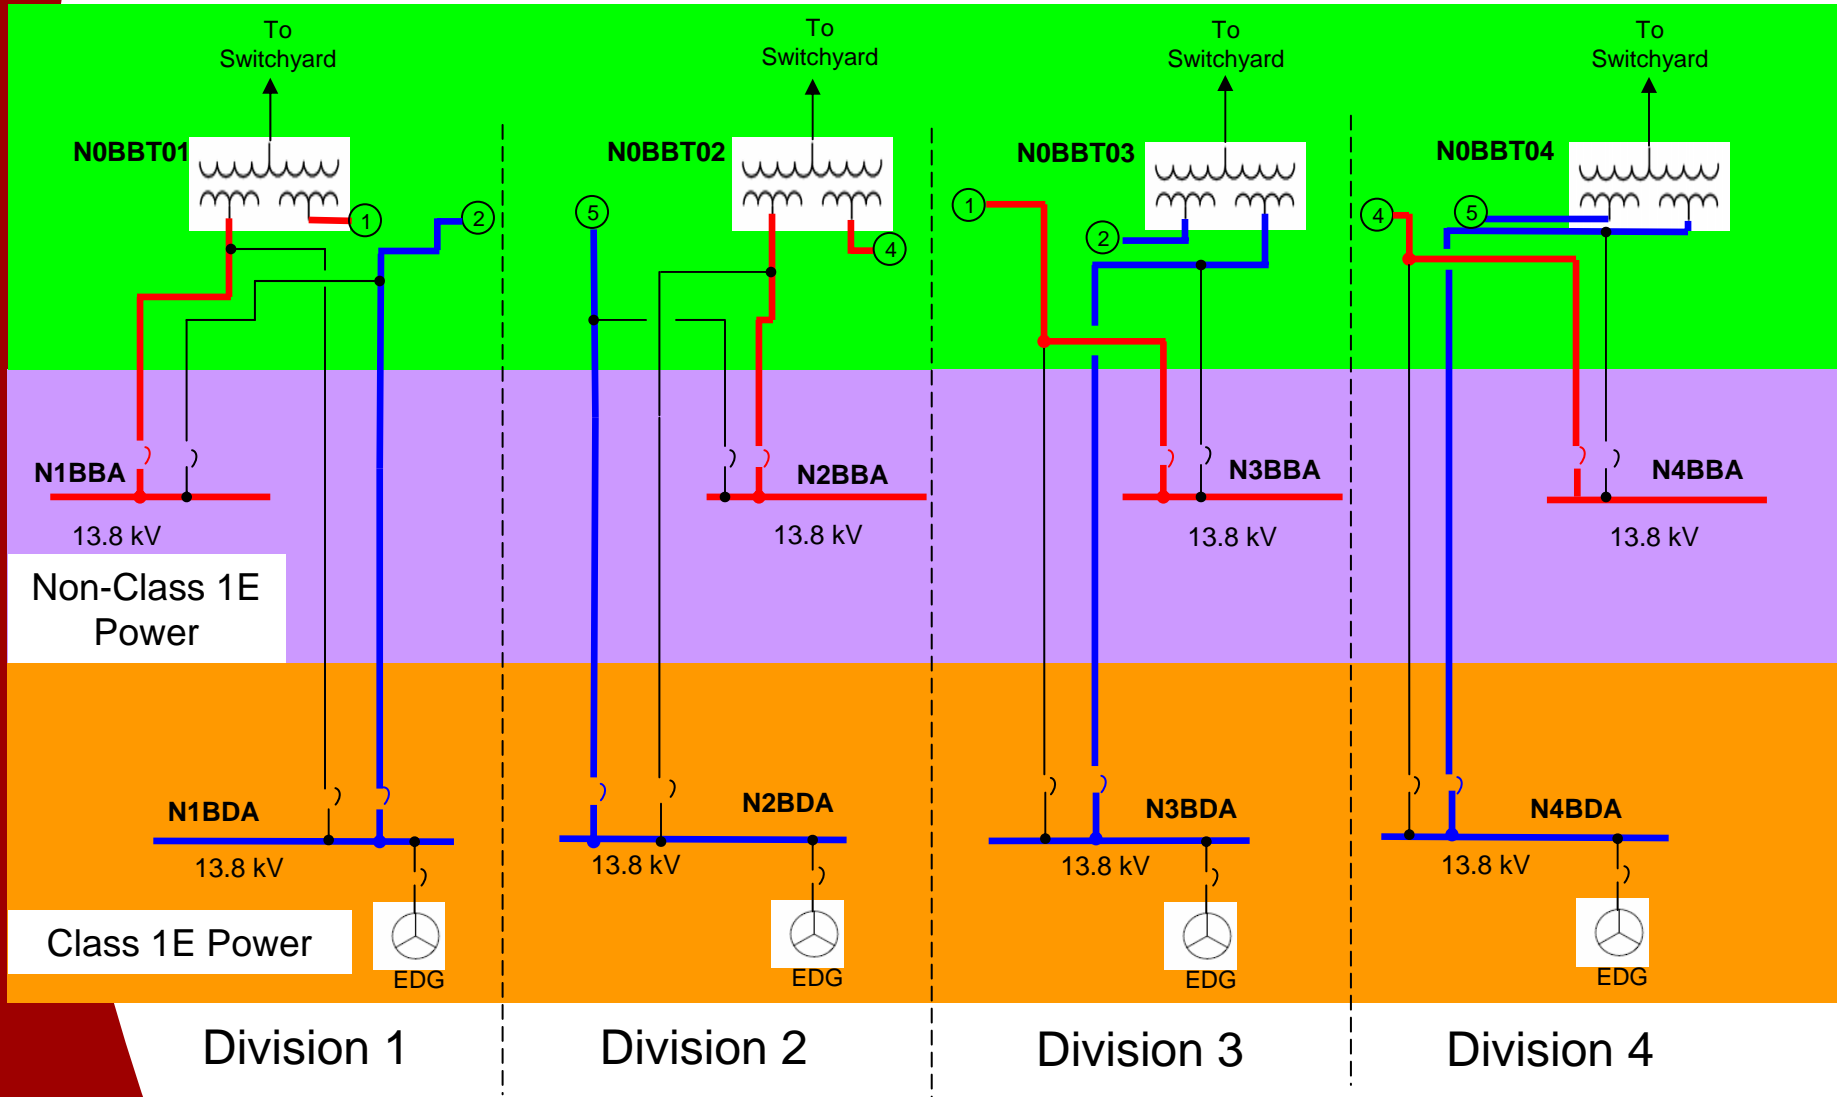 To
Switchyard
To
Switchyard
To
Switchyard
To
Switchyard
N0BBT01
N0BBT02
N0BBT03
N0BBT04
1
2
5
4
1
2
4
5
N1BBA
N2BBA
N3BBA
N4BBA
13.8 kV
13.8 kV
13.8 kV
13.8 kV
Non-Class 1E
Power
N1BDA
N2BDA
N3BDA
N4BDA
13.8 kV
13.8 kV
13.8 kV
13.8 kV
Class 1E Power
EDG
EDG
EDG
EDG
Division 1
Division 2
Division 3
Division 4